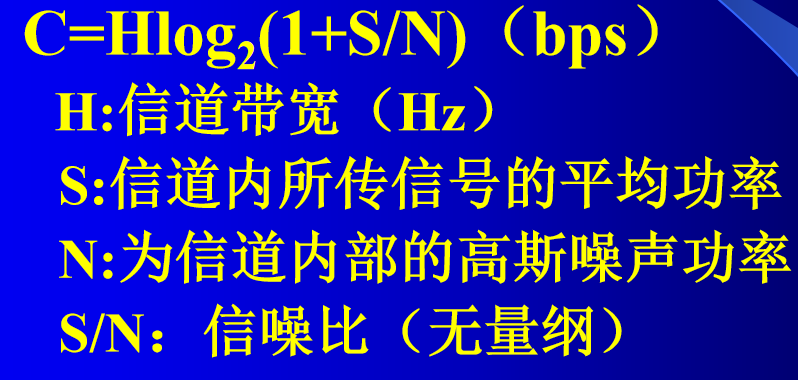 C=Hlog₂(1+S/N)（bps）
H:信道带宽（Hz）
S:信道内所传信号的平均功率
N:为信道内部的高斯噪声功率
S/N：信噪比（无量纲）